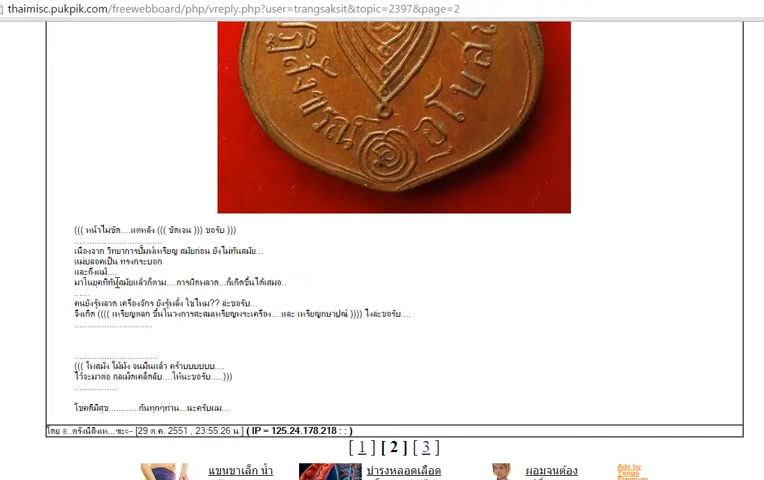 thaimisc.pukpik.com/freewebboard/php/vreply.php?user=trangsaksit&topic=2397&page=2
อุโบสถ
((( หน้าไม่ชัด....แต่หลัง ((( ชัดเจน ))) ขอรับ )))
....................................
เนื่องจาก วิทยาการปั๊มพ์เหรียญ สมัยก่อน ยังไม่ทันสมัย...
แม่บลอคเป็น ทรงกระบอก
และถึงแม้....
มาในยุคที่ทันสมัยแล้วก็ตาม....การผิดพลาด...ก็เกิดขึ้นได้เสมอ..
......
คนยังรู้พลาด เครื่องจักร ยังรู้พลั้ง ใช่ไหม?? ละขอรับ...
จึงเกิด (((( เหรียญตลก ขึ้นในวงการสะสมเหรียญพระเครื่อง....และ เหรียญกษาปณ์ )))) ไงละขอรับ....
................................
..................................
((( โพสมั่ง โม้มั่ง จนมึนแล้ว คร้าบบบบบบ....
ไว้จะมาต่อ กลเม็ดเคล็ดลับ....ให้นะขอรับ.....)))
.................
โชคดีมีสุข............กันทุกๆท่าน...นะครับผม...
[29 ต.ค. 2551 , 23:55:26 น.] ( IP = 125.24.178.218 : : )
[ 1 ] [ 2 ] [ 3 ]
แขนขาเล็ก น้ำ
บำรุงหลอดเลือด
ผอมจนต้อง
Ads by
Tengo
Premium